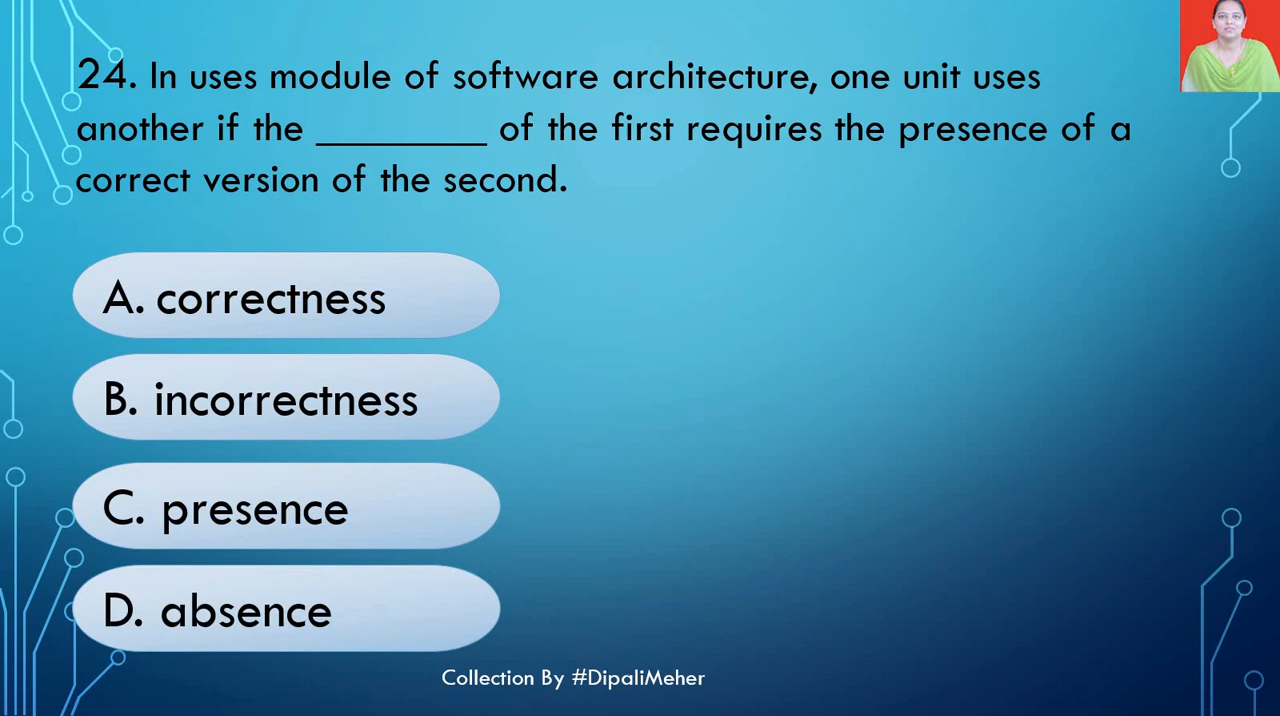 24. In uses module of software architecture, one unit uses
another if the ________ of the first requires the presence of a
correct version of the second.
A. correctness
B. incorrectness
C. presence
D. absence
Collection By #DipaliMeher